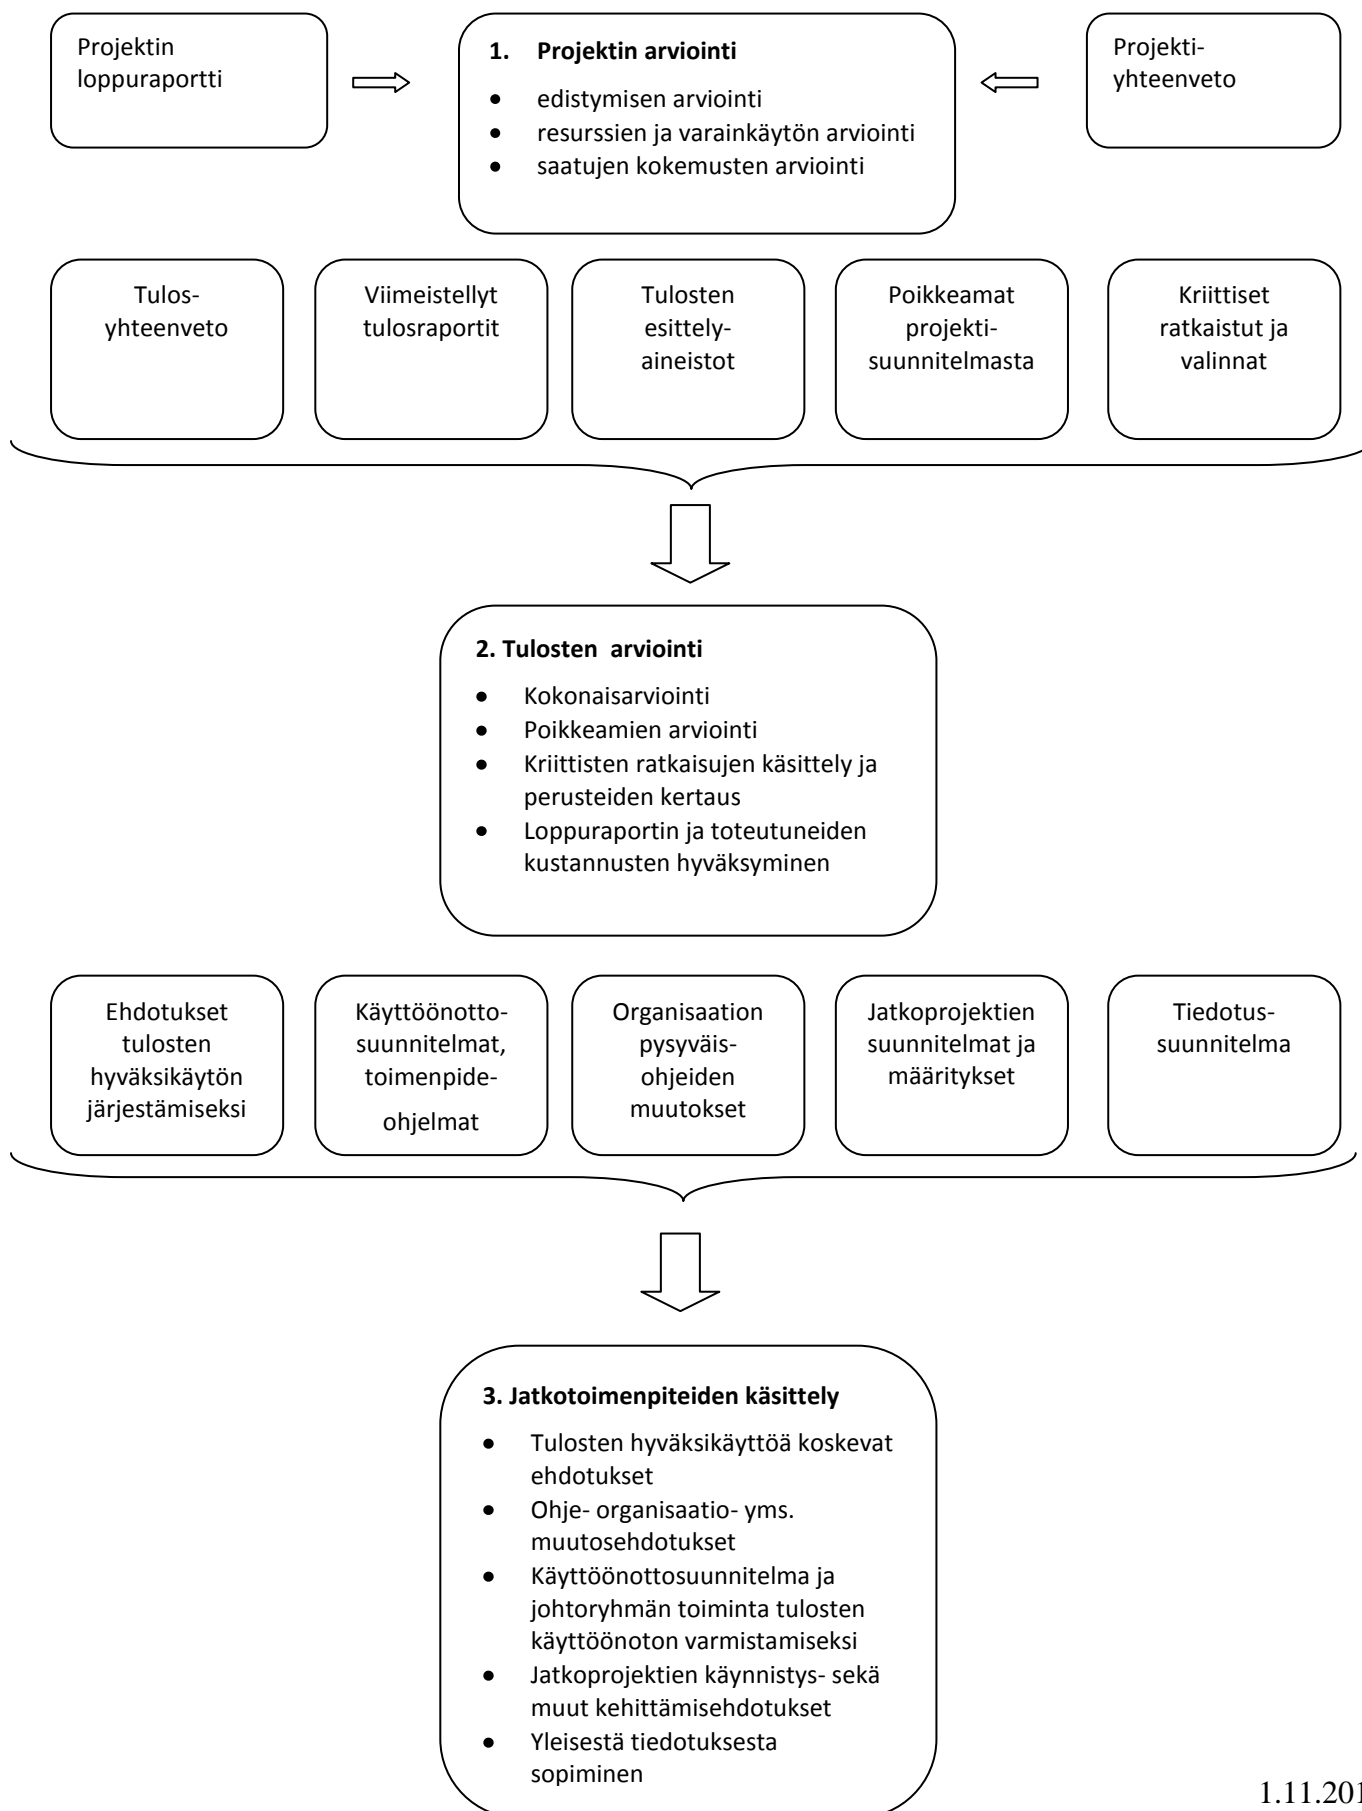 Projektin
loppuraportti
1. Projektin arviointi
• edistymisen arviointi
• resurssien ja varainkäytön arviointi
• saatujen kokemusten arviointi
Projekti-
yhteenveto
Tulos-
yhteenveto
Viimeistellyt
tulosraportit
Tulosten
esittely-
aineistot
Poikkeamat
projekti-
suunnitelmasta
Kriittiset
ratkaistut ja
valinnat
2. Tulosten arviointi
• Kokonaisarviointi
• Poikkeamien arviointi
• Kriittisten ratkaisujen käsittely ja
perusteiden kertaus
• Loppuraportin ja toteutuneiden
kustannusten hyväksyminen
Ehdotukset
tulosten
hyväksikäytön
järjestämiseksi
Käyttöönotto-
suunnitelmat,
toimenpide-
ohjelmat
Organisaation
pysyväis-
ohjeiden
muutokset
Jatkoprojektien
suunnitelmat ja
määritykset
Tiedotus-
suunnitelma
3. Jatkotoimenpiteiden käsittely
• Tulosten hyväksikäyttöä koskevat
ehdotukset
• Ohje- organisaatio- yms.
muutosehdotukset
• Käyttöönottosuunnitelma ja
johtoryhmän toiminta tulosten
käyttöönoton varmistamiseksi
• Jatkoprojektien käynnistys- sekä
muut kehittämisehdotukset
• Yleisestä tiedotuksesta
sopiminen
1.11.201